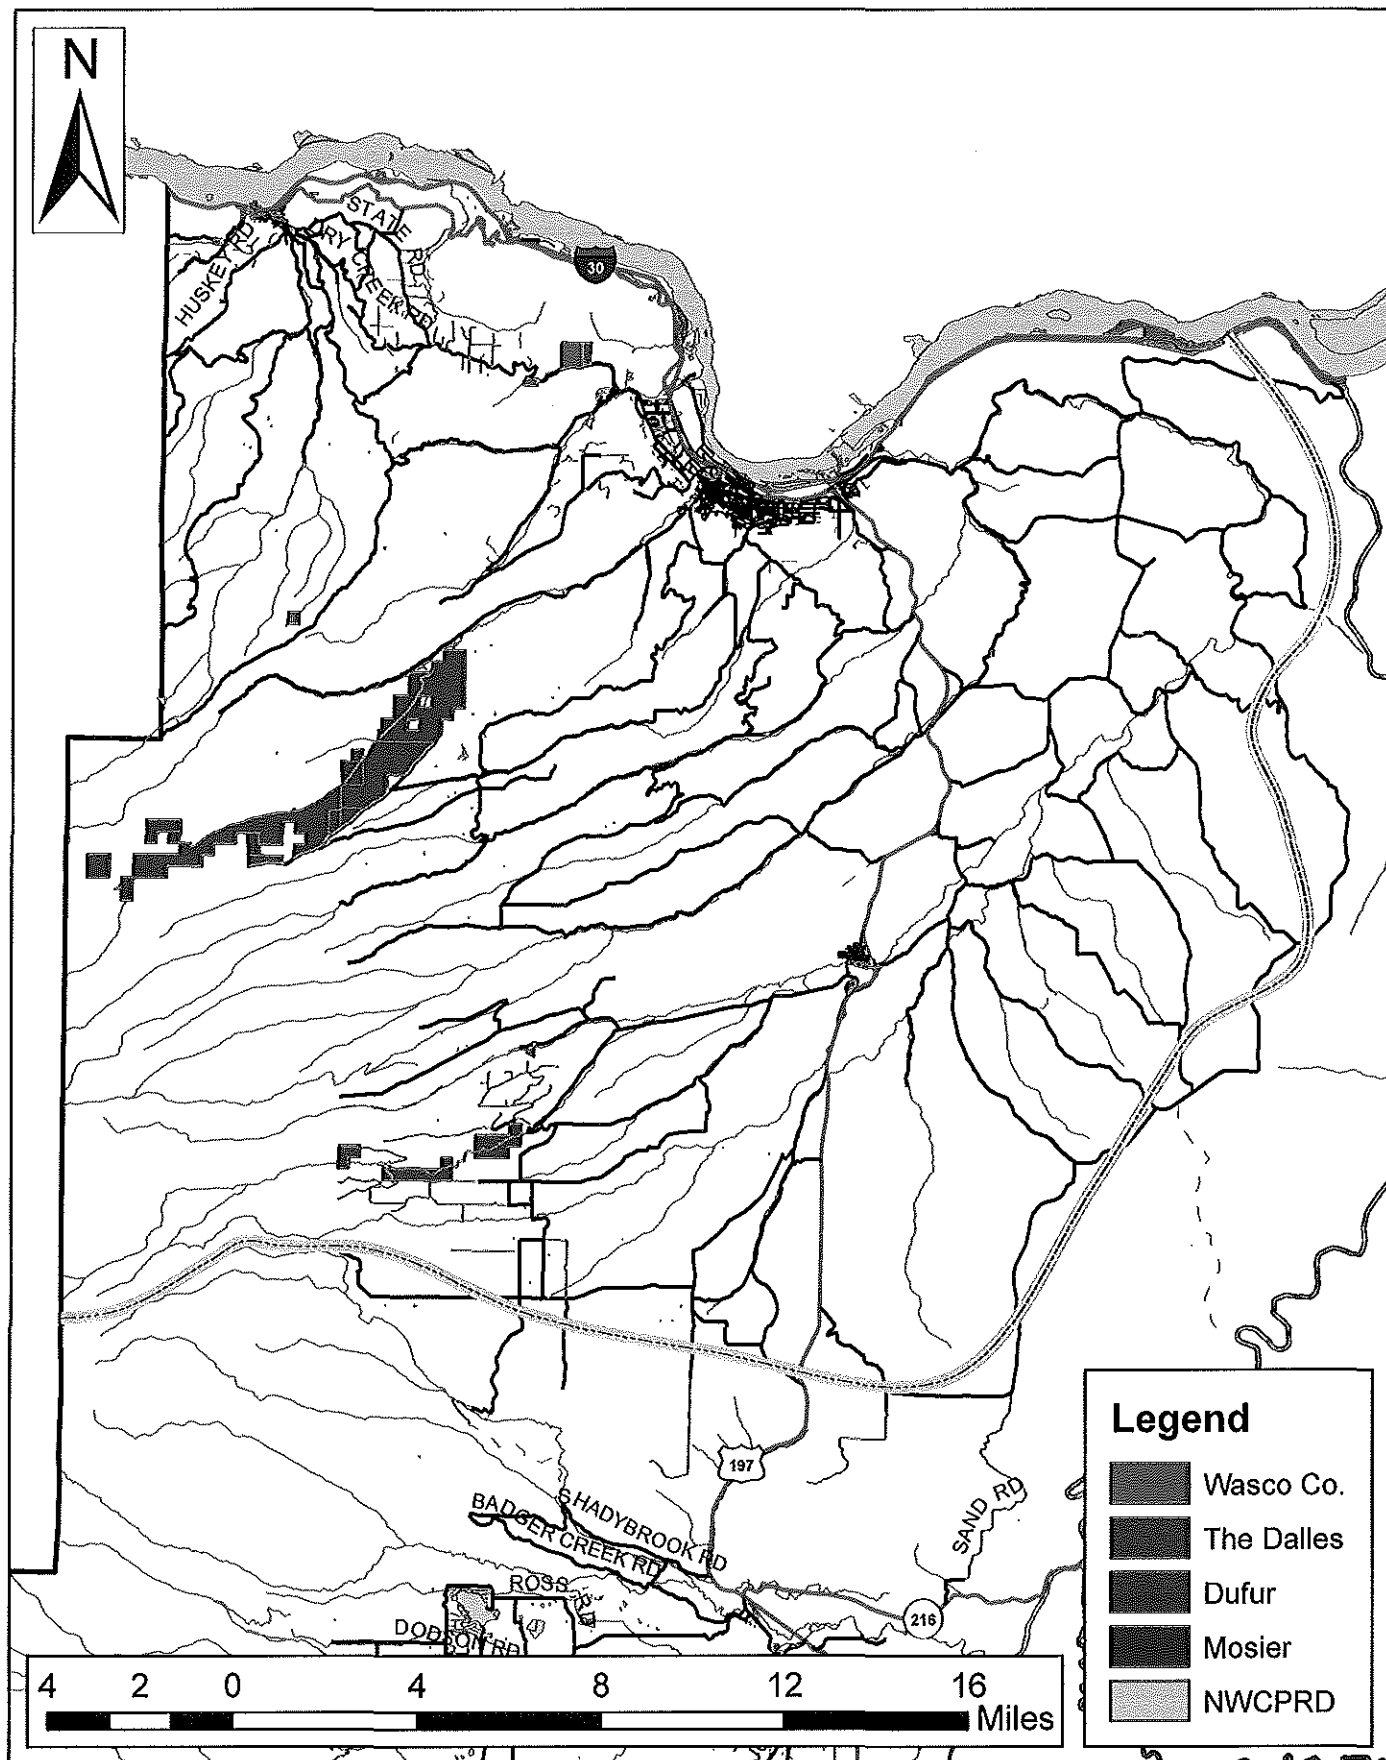 N
STATE RD
HUSKEY RD
DRY CREEK RD
30
197
BADGER CREEK RD
SHADYBROOK RD
SAND RD
ROSS RD
DODSON RD
216
Legend
Wasco Co.
The Dalles
Dufur
Mosier
NWCPRD
4 2 0 4 8 12 16
Miles